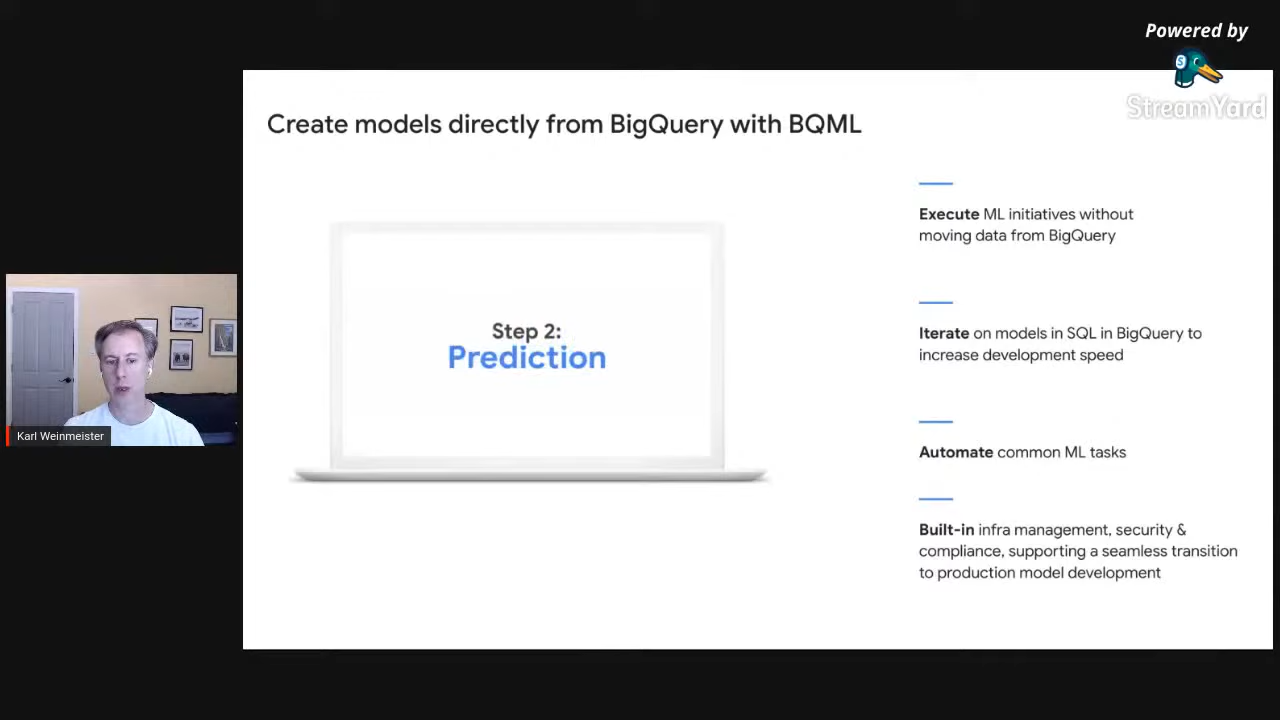 Powered by
StreamYard
Create models directly from BigQuery with BQML
Step 2:
Prediction
Execute ML initiatives without
moving data from BigQuery
Iterate on models in SQL in BigQuery to
increase development speed
Automate common ML tasks
Built-in infra management, security &
compliance, supporting a seamless transition
to production model development
Karl Weinmeister